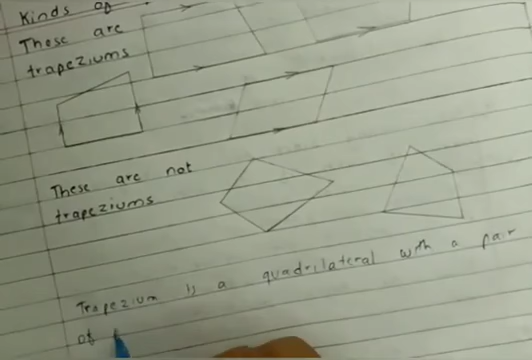 Kinds of
These are
trapeziums
These are not
trapeziums
Trapezium is a quadrilateral with a pair
of